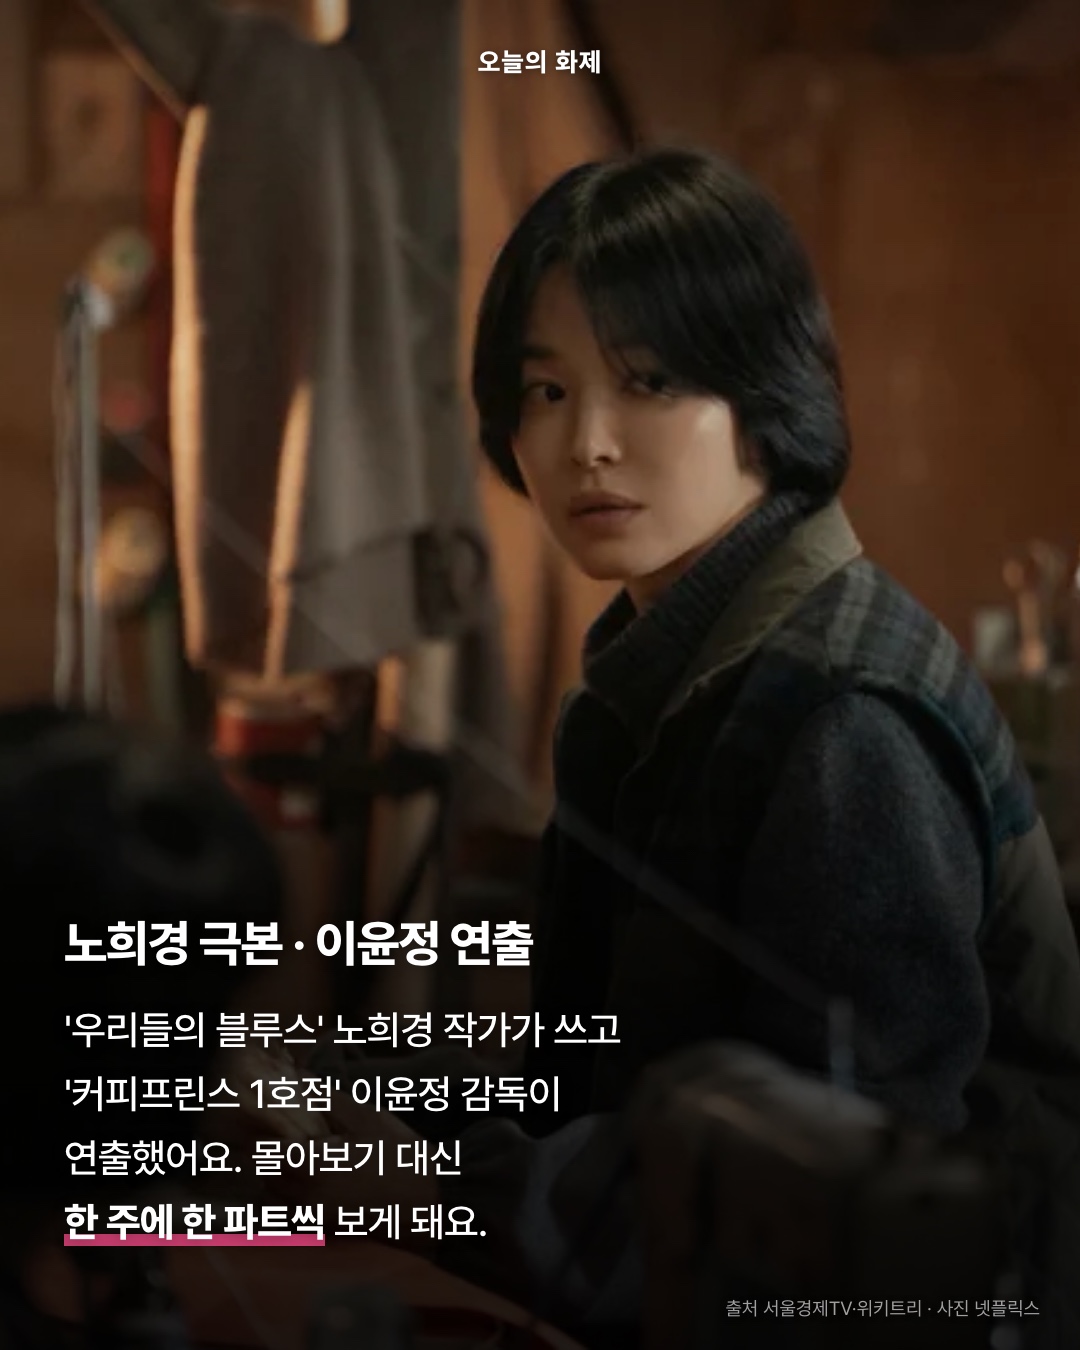 오늘의 화제
노희경 극본 · 이윤정 연출
'우리들의 블루스' 노희경 작가가 쓰고
'커피프린스 1호점' 이윤정 감독이
연출했어요. 몰아보기 대신
한 주에 한 파트씩 보게 돼요.
출처 서울경제TV·위키트리 · 사진 넷플릭스